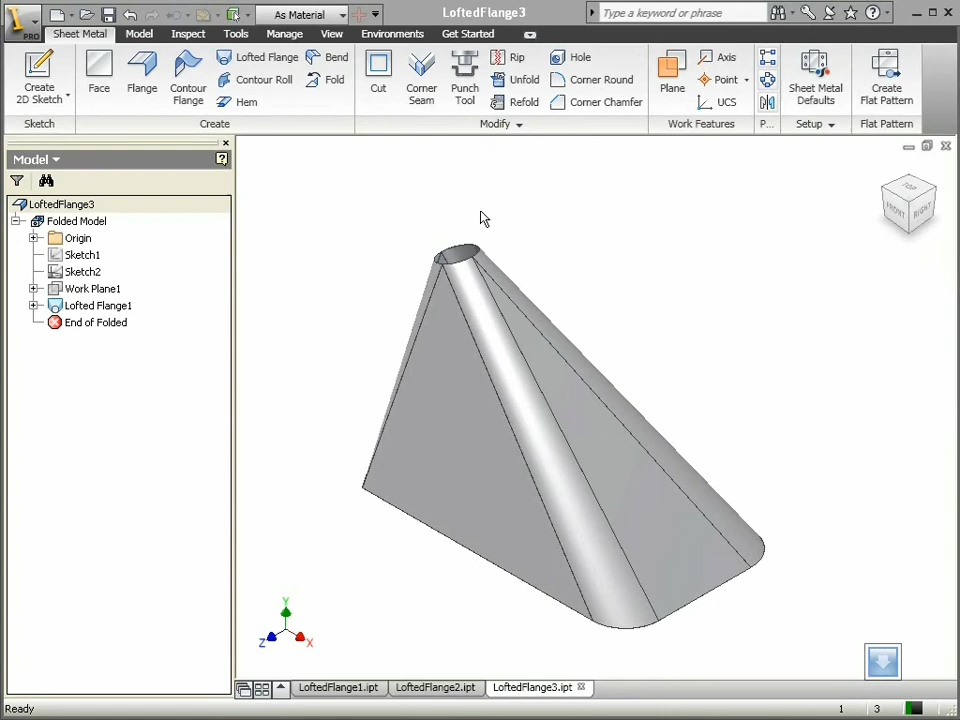 As Material
LoftedFlange3
Type a keyword or phrase
PRO
Sheet Metal
Model
Inspect
Tools
Manage
View
Environments
Get Started
Create
2D Sketch
Face
Flange
Contour
Flange
Lofted Flange
Contour Roll
Hem
Bend
Fold
Cut
Corner
Seam
Punch
Tool
Rip
Unfold
Refold
Hole
Corner Round
Corner Chamfer
Plane
Axis
Point
UCS
Sheet Metal
Defaults
Create
Flat Pattern
Sketch
Create
Modify
Work Features
P...
Setup
Flat Pattern
Model
LoftedFlange3
Folded Model
Origin
Sketch1
Sketch2
Work Plane1
Lofted Flange1
End of Folded
TOP
FRONT
RIGHT
Y
Z
X
LoftedFlange1.ipt
LoftedFlange2.ipt
LoftedFlange3.ipt
Ready
1
3